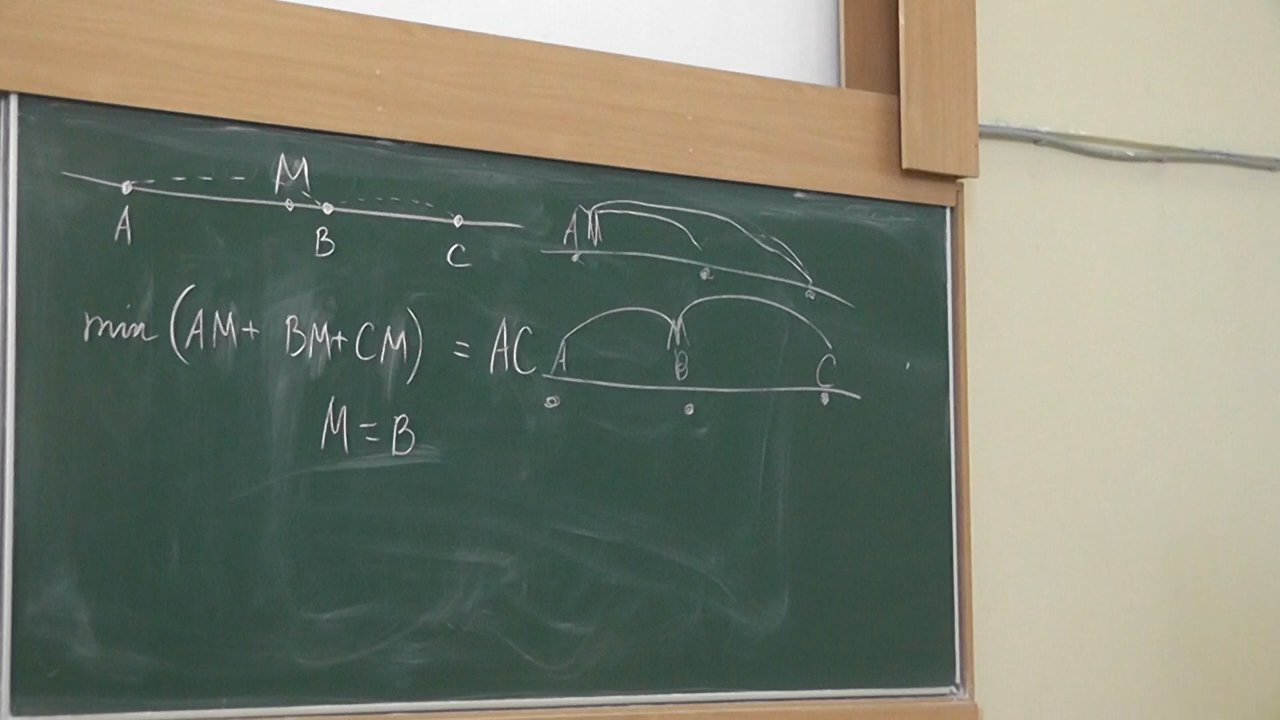 M
A B C
A M
min (AM + BM + CM) = AC
A M B C
M = B